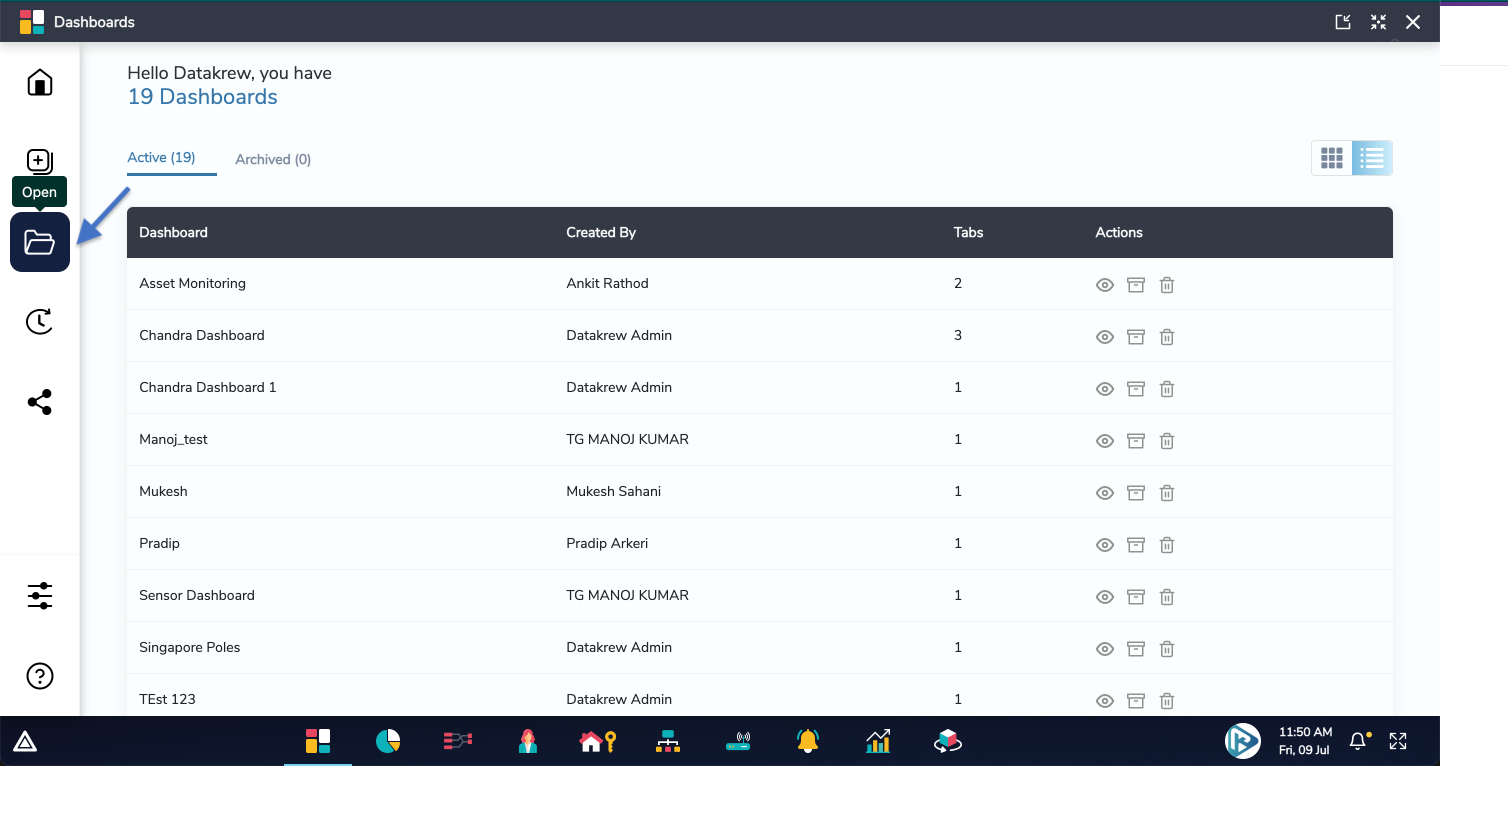 Dashboards
Hello Datakrew, you have
19 Dashboards
Active (19) Archived (0)
Open
Dashboard Created By Tabs Actions
Asset Monitoring Ankit Rathod 2
Chandra Dashboard Datakrew Admin 3
Chandra Dashboard 1 Datakrew Admin 1
Manoj_test TG MANOJ KUMAR 1
Mukesh Mukesh Sahani 1
Pradip Pradip Arkeri 1
Sensor Dashboard TG MANOJ KUMAR 1
Singapore Poles Datakrew Admin 1
TEst 123 Datakrew Admin 1
11:50 AM
Fri, 09 Jul